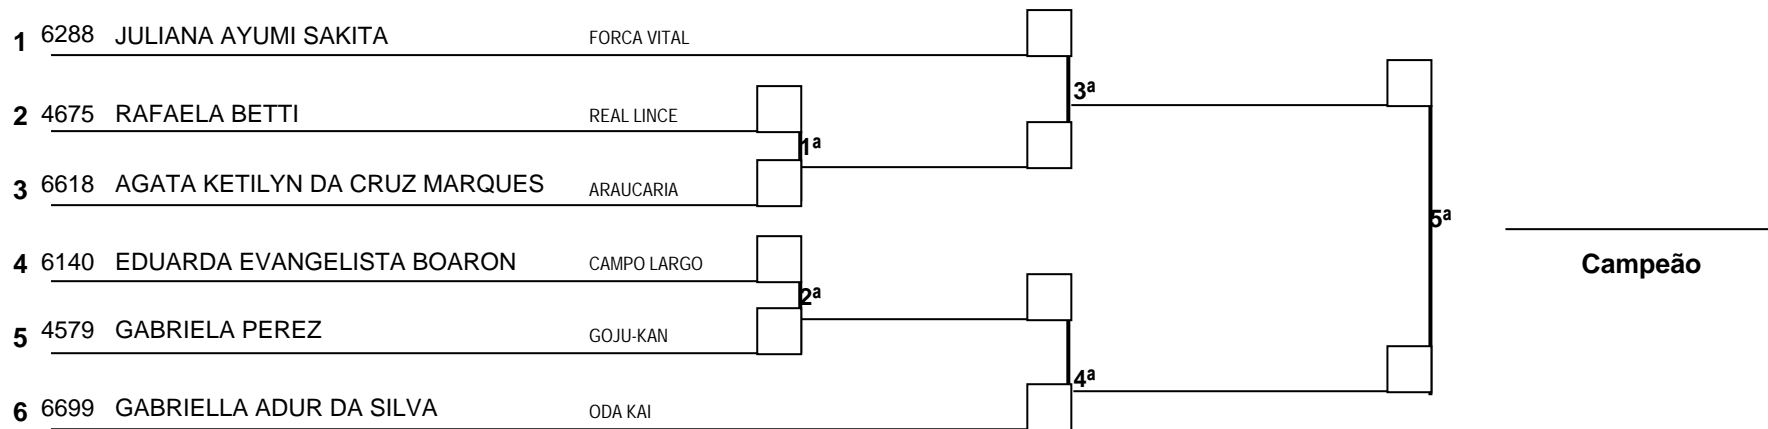 1 6288 JULIANA AYUMI SAKITA FORCA VITAL
3ª
2 4675 RAFAELA BETTI REAL LINCE
1ª
3 6618 AGATA KETILYN DA CRUZ MARQUES ARAUCARIA
5ª
4 6140 EDUARDA EVANGELISTA BOARON CAMPO LARGO
Campeão
2ª
5 4579 GABRIELA PEREZ GOJU-KAN
4ª
6 6699 GABRIELLA ADUR DA SILVA ODA KAI